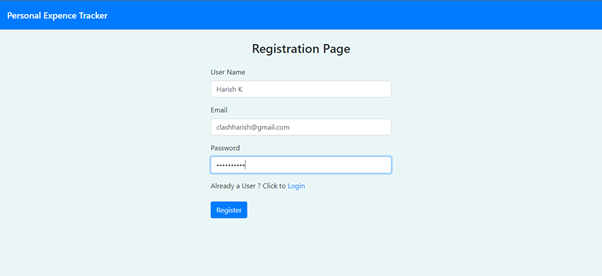 Personal Expence Tracker
Registration Page
User Name
Harish K
Email
clashharish@gmail.com
Password
••••••••••
Already a User ? Click to Login
Register